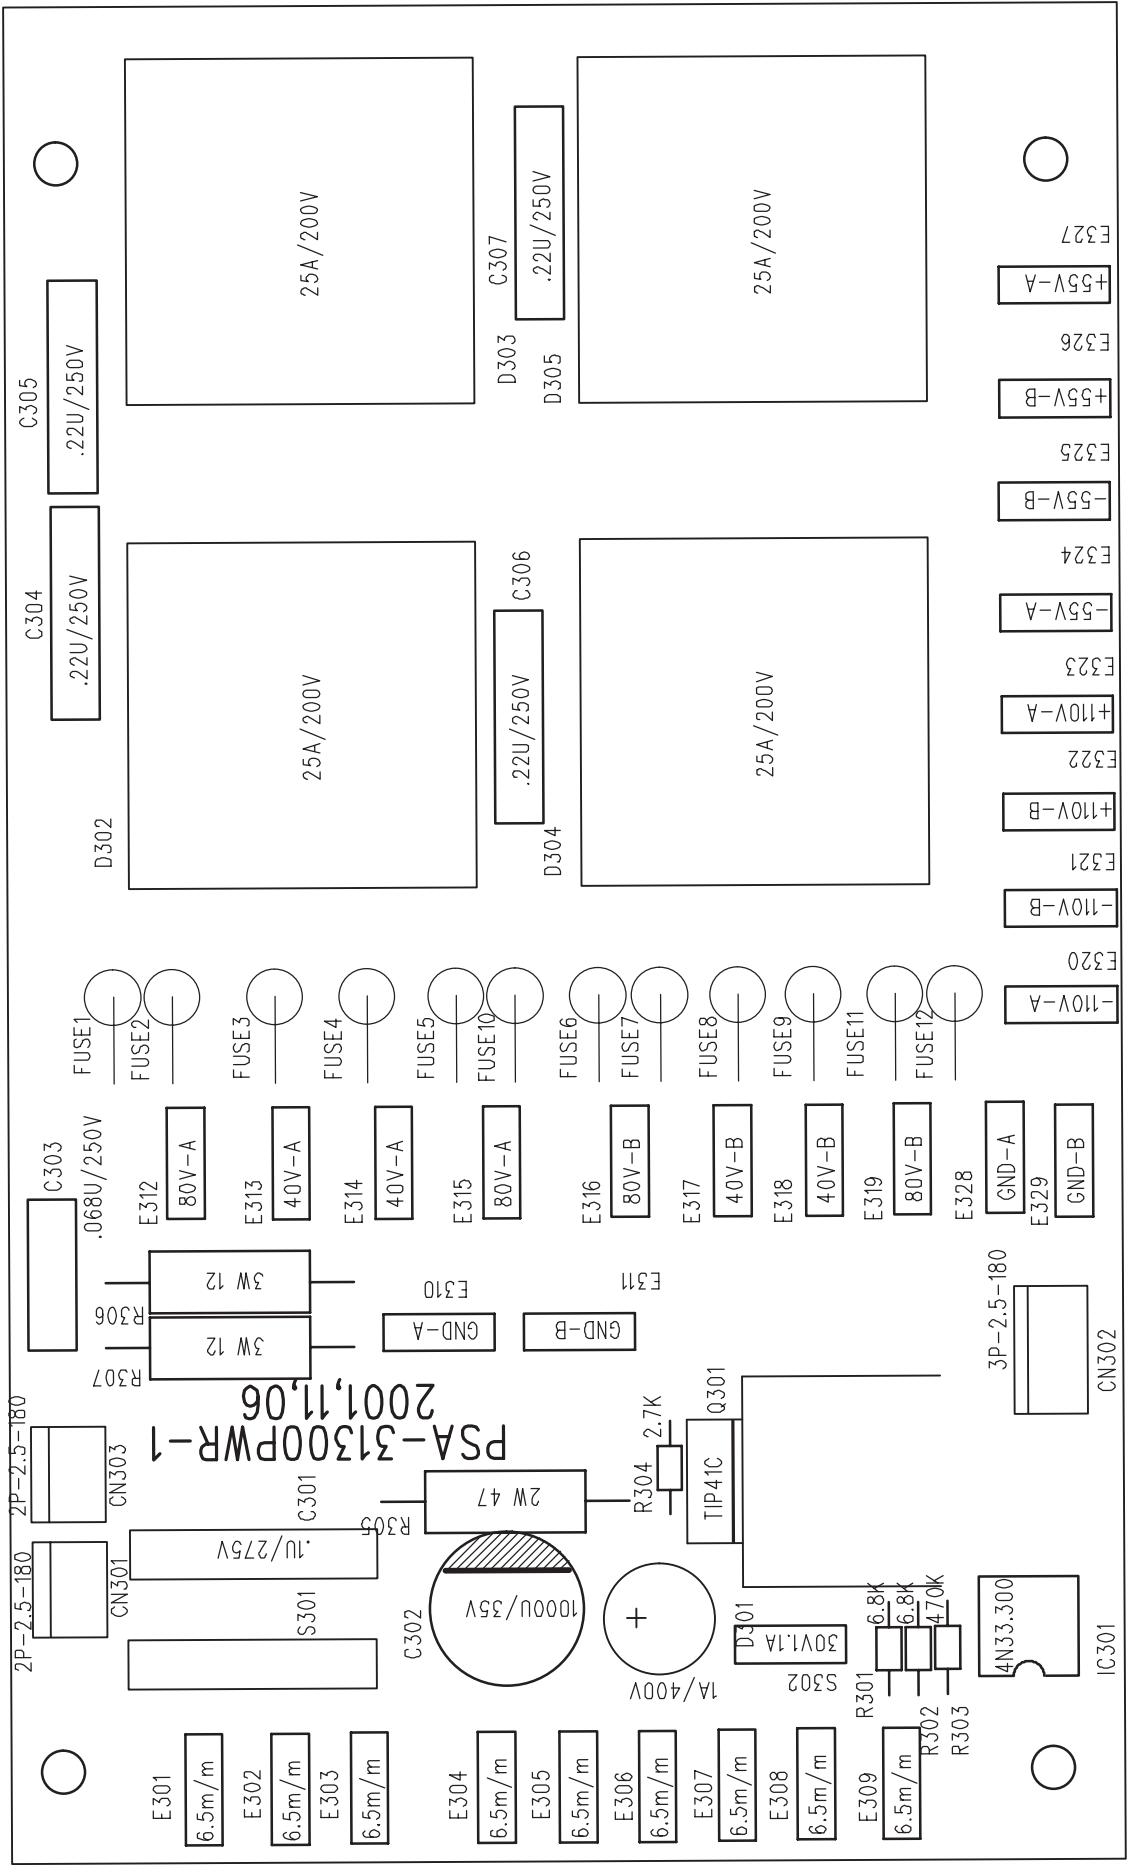 25A/200V
25A/200V
C307
.22U/250V
D303
D305
C305
.22U/250V
C304
.22U/250V
25A/200V
25A/200V
C306
.22U/250V
D302
D304
E327
+55V-A
E326
+55V-B
E325
-55V-B
E324
-55V-A
E323
+110V-A
E322
+110V-B
E321
-110V-B
E320
-110V-A
FUSE1
FUSE2
FUSE3
FUSE4
FUSE5
FUSE10
FUSE6
FUSE7
FUSE8
FUSE9
FUSE11
FUSE12
C303
.068U/250V
E312
80V-A
E313
40V-A
E314
40V-A
E315
80V-A
E316
80V-B
E317
40V-B
E318
40V-B
E319
80V-B
E328
GND-A
E329
GND-B
3W 12
R306
3W 12
R307
E310
GND-A
E311
GND-B
3P-2.5-180
CN302
2001,11,06
PSA-31300PWR-1
2P-2.5-180
CN303
2P-2.5-180
CN301
C301
.1U/275V
S301
2W 47
R305
R304
2.7K
Q301
TIP41C
C302
1000U/35V
+
1A/400V
D301
30V1.1A
S302
6.8K
6.8K
470K
R301
R302
R303
4N33.300
IC301
E301
6.5m/m
E302
6.5m/m
E303
6.5m/m
E304
6.5m/m
E305
6.5m/m
E306
6.5m/m
E307
6.5m/m
E308
6.5m/m
E309
6.5m/m